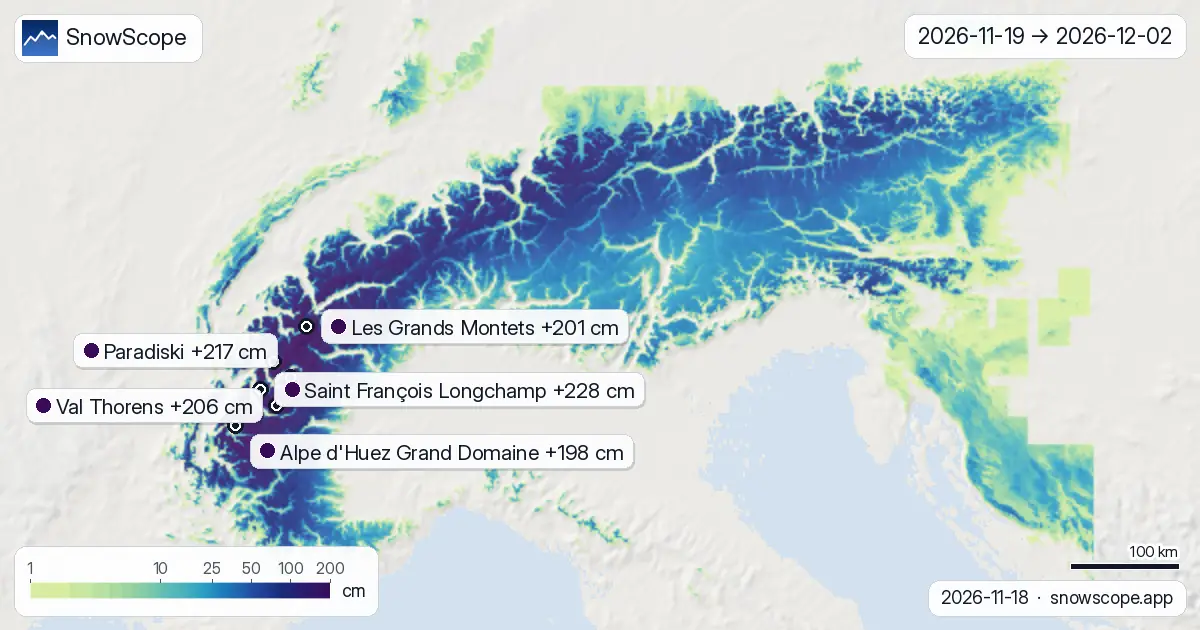 SnowScope
2026-11-19 → 2026-12-02
Les Grands Montets +201 cm
Paradiski +217 cm
Saint François Longchamp +228 cm
Val Thorens +206 cm
Alpe d'Huez Grand Domaine +198 cm
1 10 25 50 100 200
cm
100 km
2026-11-18 · snowscope.app